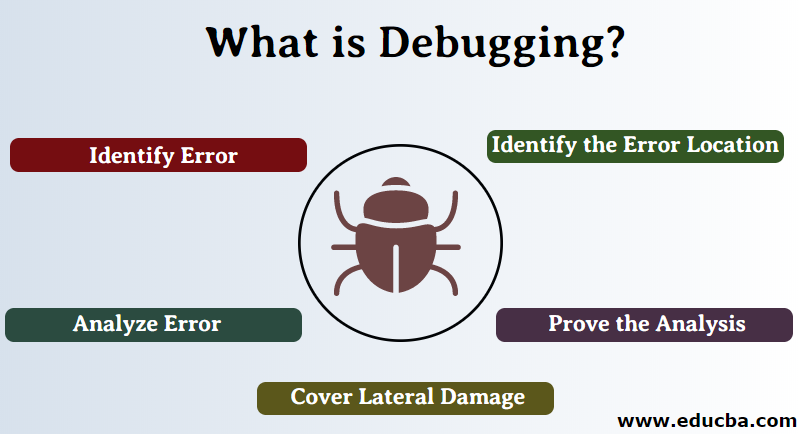 What is Debugging?
Identify Error
Identify the Error Location
Analyze Error
Prove the Analysis
Cover Lateral Damage
www.educba.com